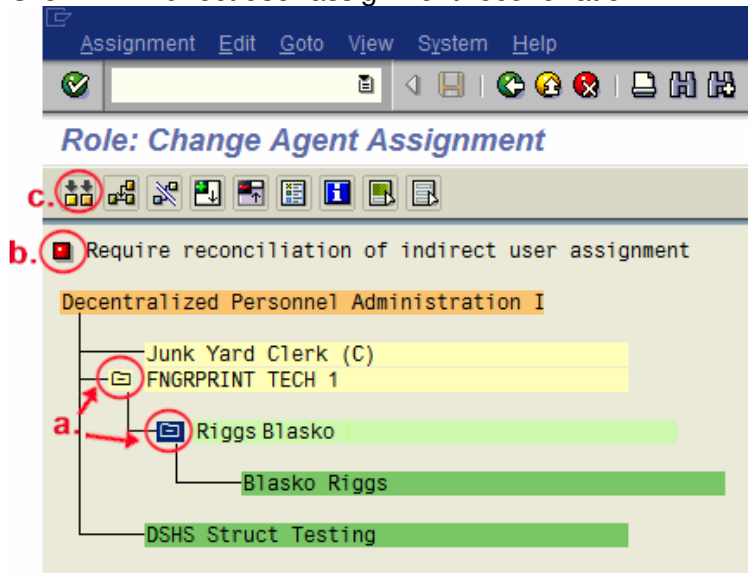 Assignment Edit Goto View System Help
Role: Change Agent Assignment
c.
b. Require reconciliation of indirect user assignment
Decentralized Personnel Administration I
Junk Yard Clerk (C)
FNGRPRINT TECH 1
a. Riggs Blasko
Blasko Riggs
DSHS Struct Testing